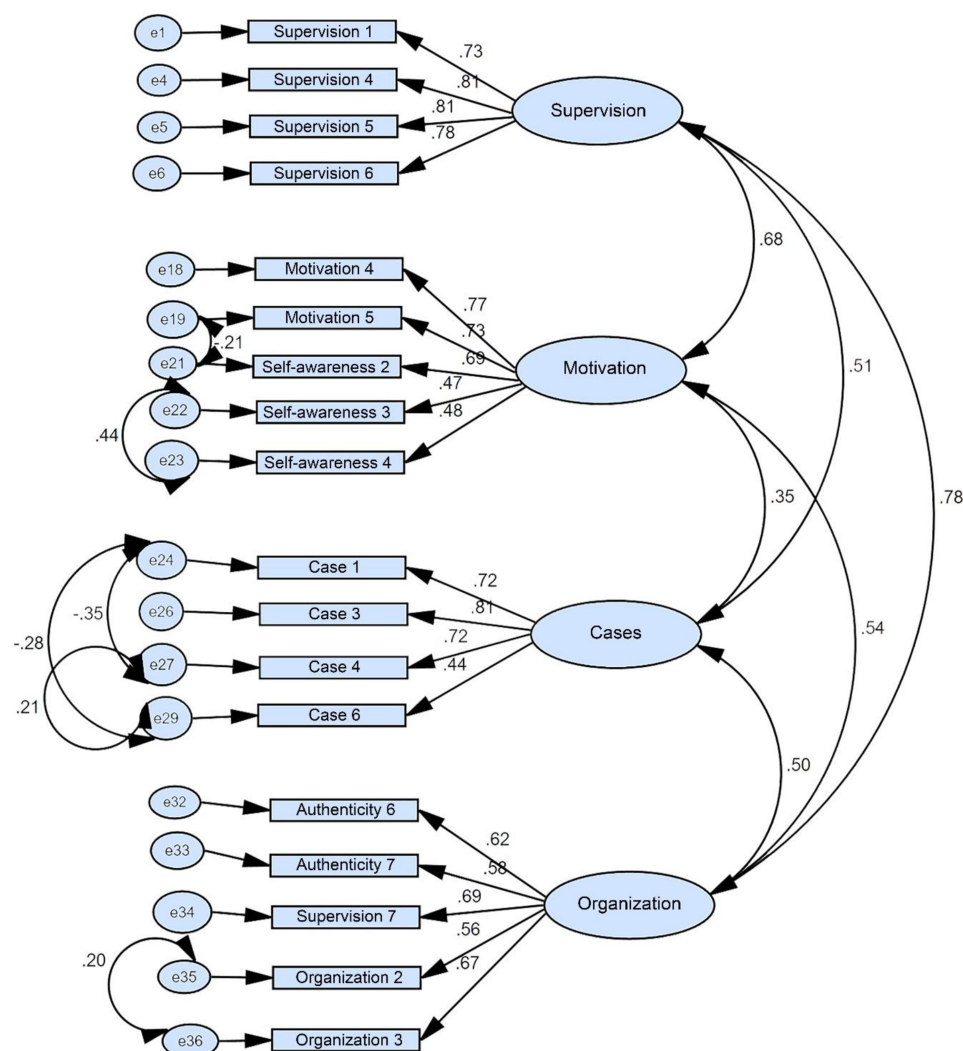 e1
Supervision 1
.73
e4
Supervision 4
.81
Supervision
e5
Supervision 5
.81
e6
Supervision 6
.78
.68
e18
Motivation 4
.77
e19
Motivation 5
.73
-.21
e21
Self-awareness 2
.69
Motivation
.51
e22
Self-awareness 3
.47
.44
e23
Self-awareness 4
.48
.35
.78
e24
Case 1
.72
-.35
e26
Case 3
.81
Cases
.54
-.28
e27
Case 4
.72
.21
e29
Case 6
.44
.50
e32
Authenticity 6
.62
e33
Authenticity 7
.58
e34
Supervision 7
.69
Organization
.20
e35
Organization 2
.56
e36
Organization 3
.67